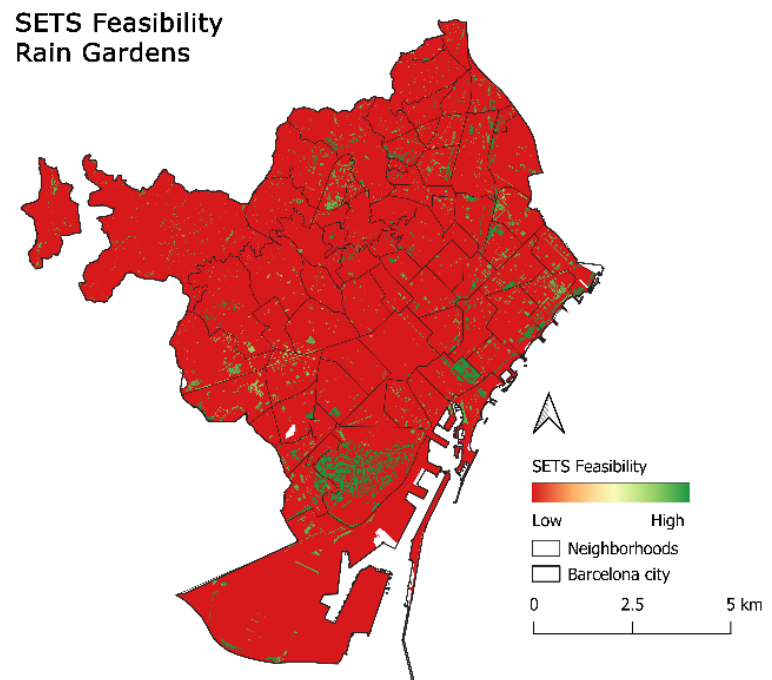 SETS Feasibility
Rain Gardens
SETS Feasibility
Low High
Neighborhoods
Barcelona city
0 2.5 5 km